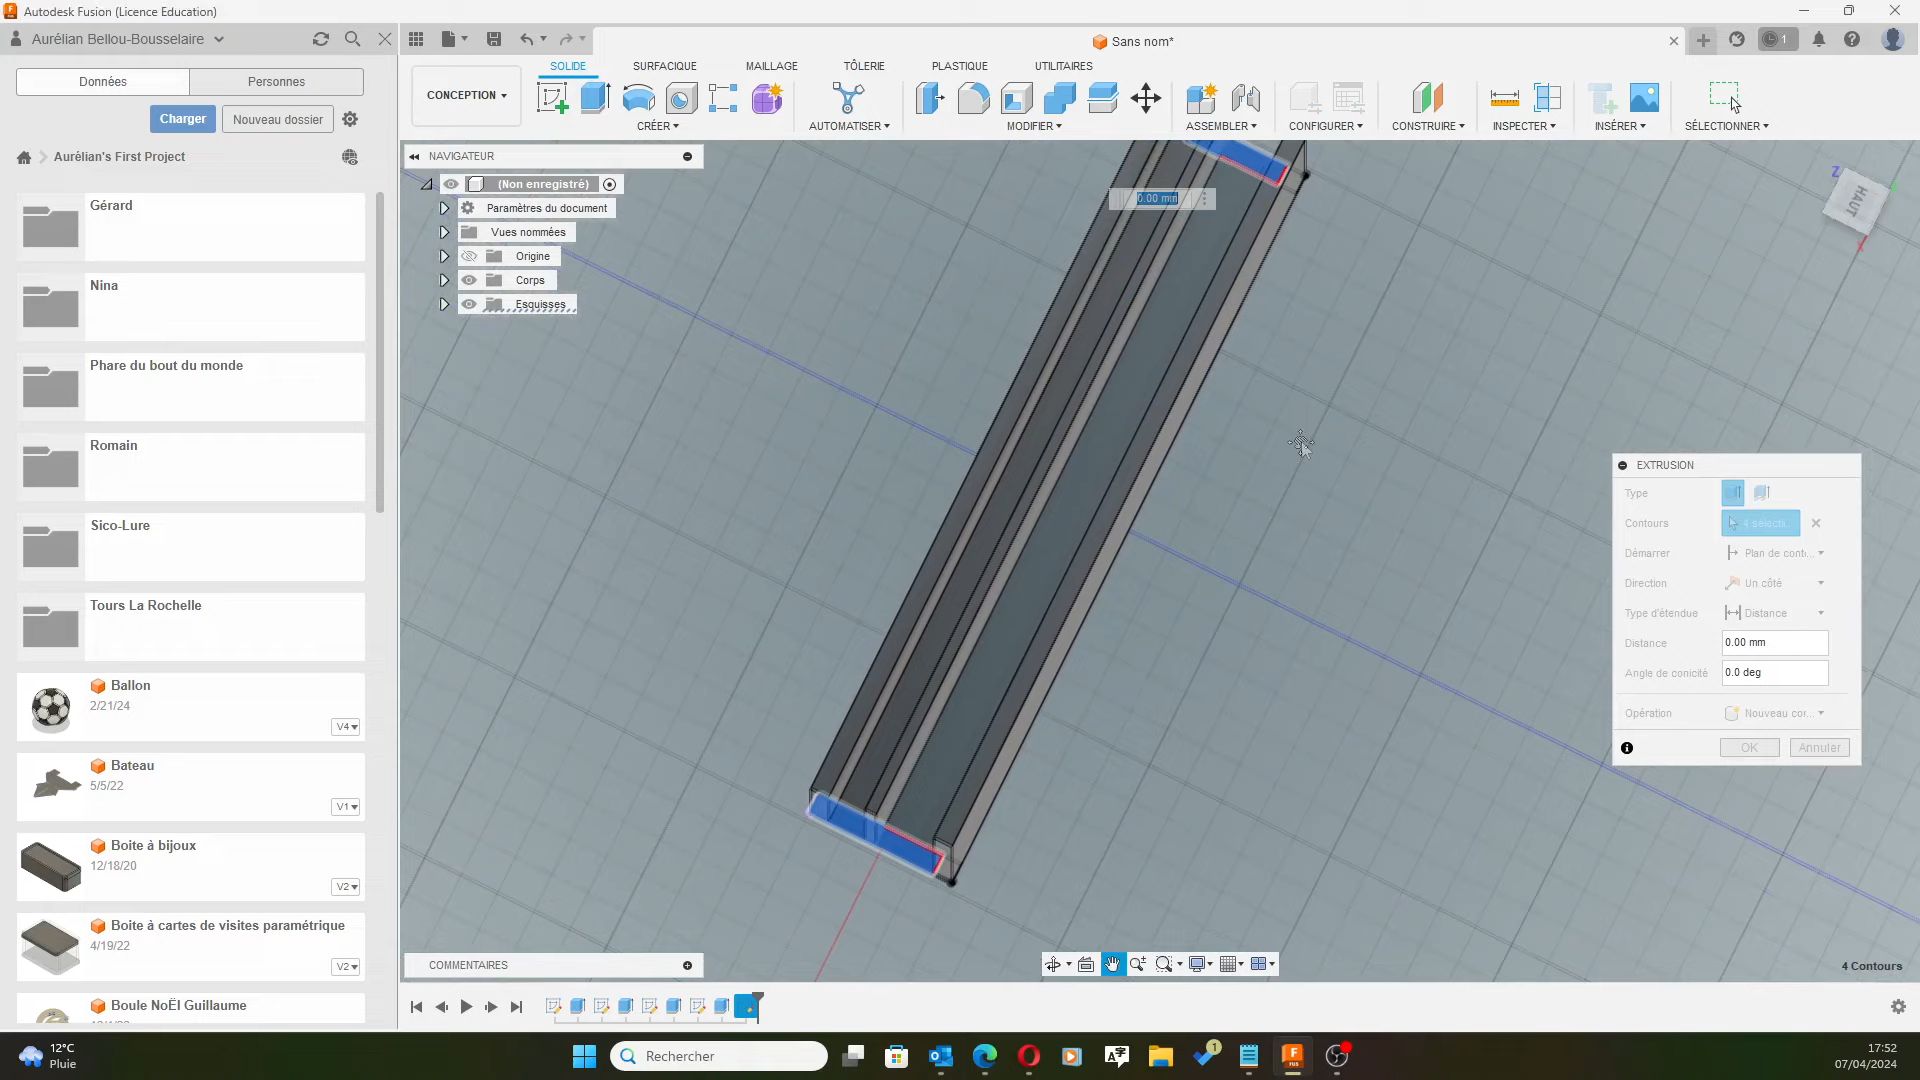 Autodesk Fusion (Licence Education)
Aurélian Bellou-Bousselaire
Sans nom*
1
Données
Personnes
Charger
Nouveau dossier
Aurélian's First Project
Gérard
Nina
Phare du bout du monde
Romain
Sico-Lure
Tours La Rochelle
Ballon
2/21/24
V4
Bateau
5/5/22
V1
Boite à bijoux
12/18/20
V2
Boite à cartes de visites paramétrique
4/19/22
V2
Boule NoËl Guillaume
CONCEPTION
SOLIDE
SURFACIQUE
MAILLAGE
TÔLERIE
PLASTIQUE
UTILITAIRES
CRÉER
AUTOMATISER
MODIFIER
ASSEMBLER
CONFIGURER
CONSTRUIRE
INSPECTER
INSÉRER
SÉLECTIONNER
NAVIGATEUR
(Non enregistré)
Paramètres du document
Vues nommées
Origine
Corps
Esquisses
0.00 mm
Z
HAUT
X
EXTRUSION
Type
Contours
4 sélecti...
Démarrer
Plan de cont...
Direction
Un côté
Type d'étendue
Distance
Distance
0.00 mm
Angle de conicité
0.0 deg
Opération
Nouveau cor...
OK
Annuler
COMMENTAIRES
4 Contours
12°C
Pluie
Rechercher
1
17:52
07/04/2024